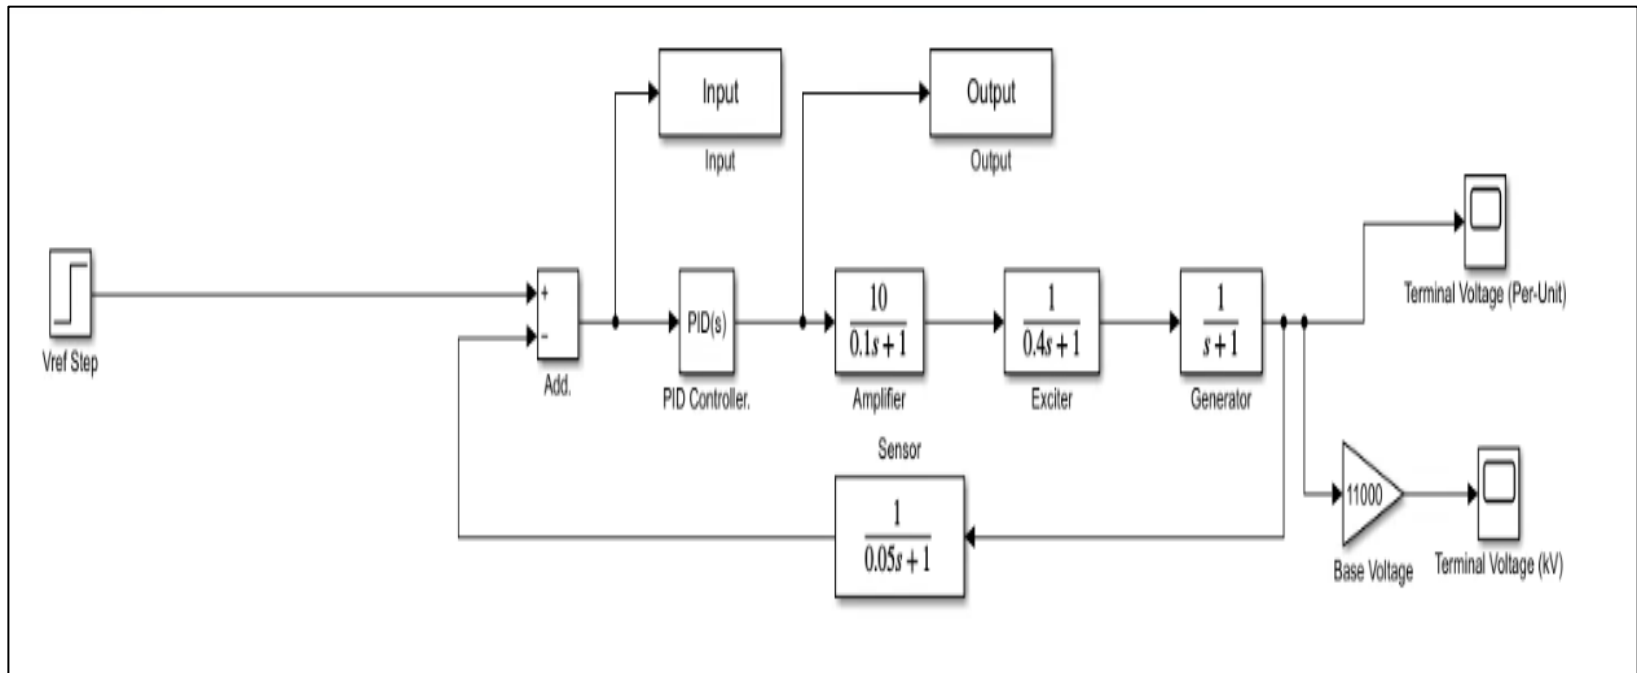 Input
Input
Output
Output
Terminal Voltage (Per-Unit)
Vref Step
+
−
Add.
PID(s)
PID Controller.
10
0.1s+1
Amplifier
1
0.4s+1
Exciter
1
s+1
Generator
Sensor
1
0.05s+1
11000
Base Voltage
Terminal Voltage (kV)